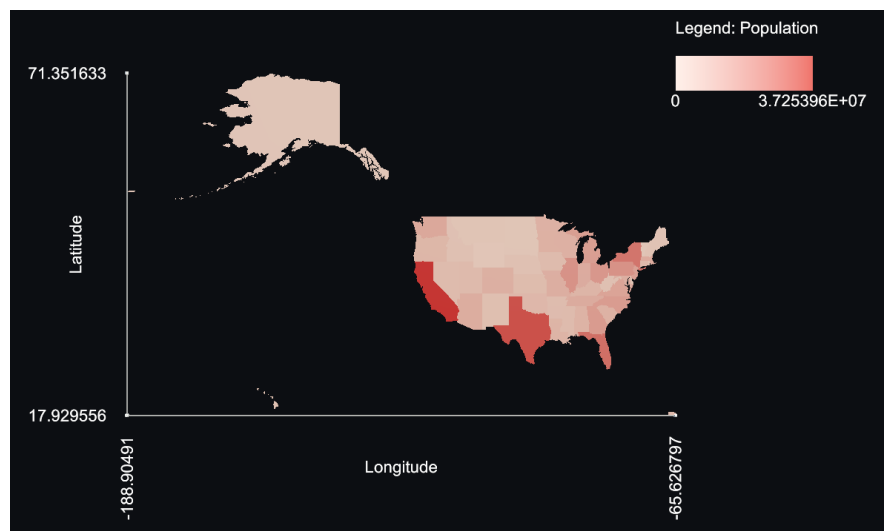 Legend: Population
0 3.725396E+07
71.351633
Latitude
17.929556
-188.90491
Longitude
-65.626797